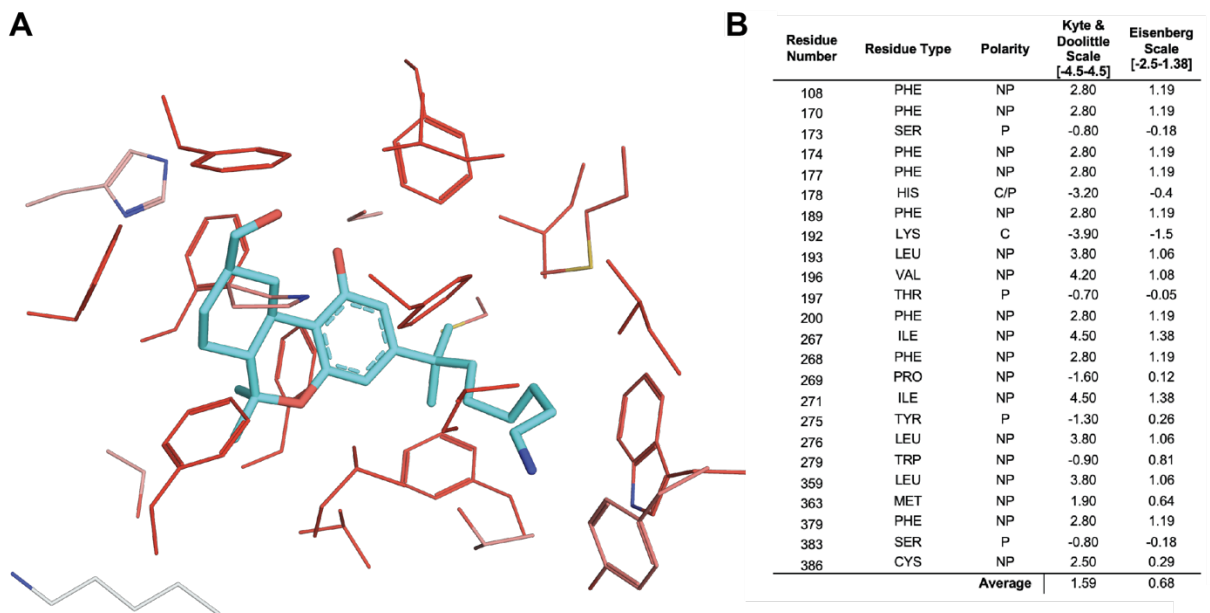 A
B
Residue Number Residue Type Polarity Kyte & Doolittle Scale [-4.5-4.5] Eisenberg Scale [-2.5-1.38]
108 PHE NP 2.80 1.19
170 PHE NP 2.80 1.19
173 SER P -0.80 -0.18
174 PHE NP 2.80 1.19
177 PHE NP 2.80 1.19
178 HIS C/P -3.20 -0.4
189 PHE NP 2.80 1.19
192 LYS C -3.90 -1.5
193 LEU NP 3.80 1.06
196 VAL NP 4.20 1.08
197 THR P -0.70 -0.05
200 PHE NP 2.80 1.19
267 ILE NP 4.50 1.38
268 PHE NP 2.80 1.19
269 PRO NP -1.60 0.12
271 ILE NP 4.50 1.38
275 TYR P -1.30 0.26
276 LEU NP 3.80 1.06
279 TRP NP -0.90 0.81
359 LEU NP 3.80 1.06
363 MET NP 1.90 0.64
379 PHE NP 2.80 1.19
383 SER P -0.80 -0.18
386 CYS NP 2.50 0.29
Average 1.59 0.68